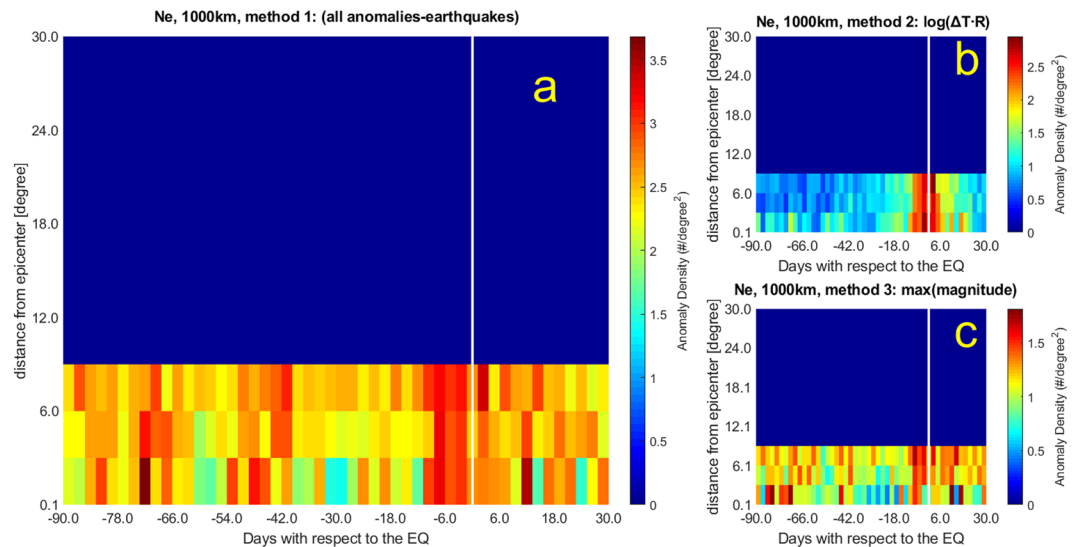 Ne, 1000km, method 1: (all anomalies-earthquakes)
a
30.0
24.0
18.0
12.0
6.0
0.1
distance from epicenter [degree]
-90.0 -78.0 -66.0 -54.0 -42.0 -30.0 -18.0 -6.0 6.0 18.0 30.0
Days with respect to the EQ
3.5
3
2.5
2
1.5
1
0.5
0
Anomaly Density (#/degree²)
Ne, 1000km, method 2: log(ΔT·R)
b
30.0
24.0
18.0
12.0
6.0
0.1
distance from epicenter [degree]
-90.0 -66.0 -42.0 -18.0 6.0 30.0
Days with respect to the EQ
2.5
2
1.5
1
0.5
0
Anomaly Density (#/degree²)
Ne, 1000km, method 3: max(magnitude)
c
30.0
24.0
18.1
12.1
6.1
0.1
distance from epicenter [degree]
-90.0 -66.0 -42.0 -18.0 6.0 30.0
Days with respect to the EQ
1.5
1
0.5
0
Anomaly Density (#/degree²)